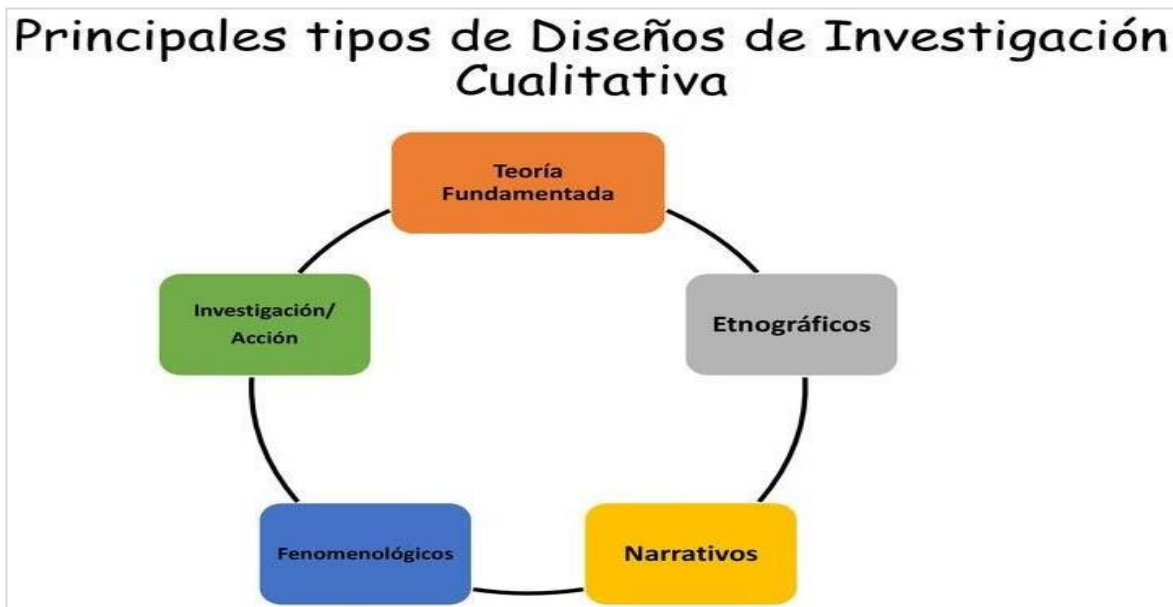 Principales tipos de Diseños de Investigación
Cualitativa
Teoría
Fundamentada
Etnográficos
Narrativos
Fenomenológicos
Investigación/
Acción